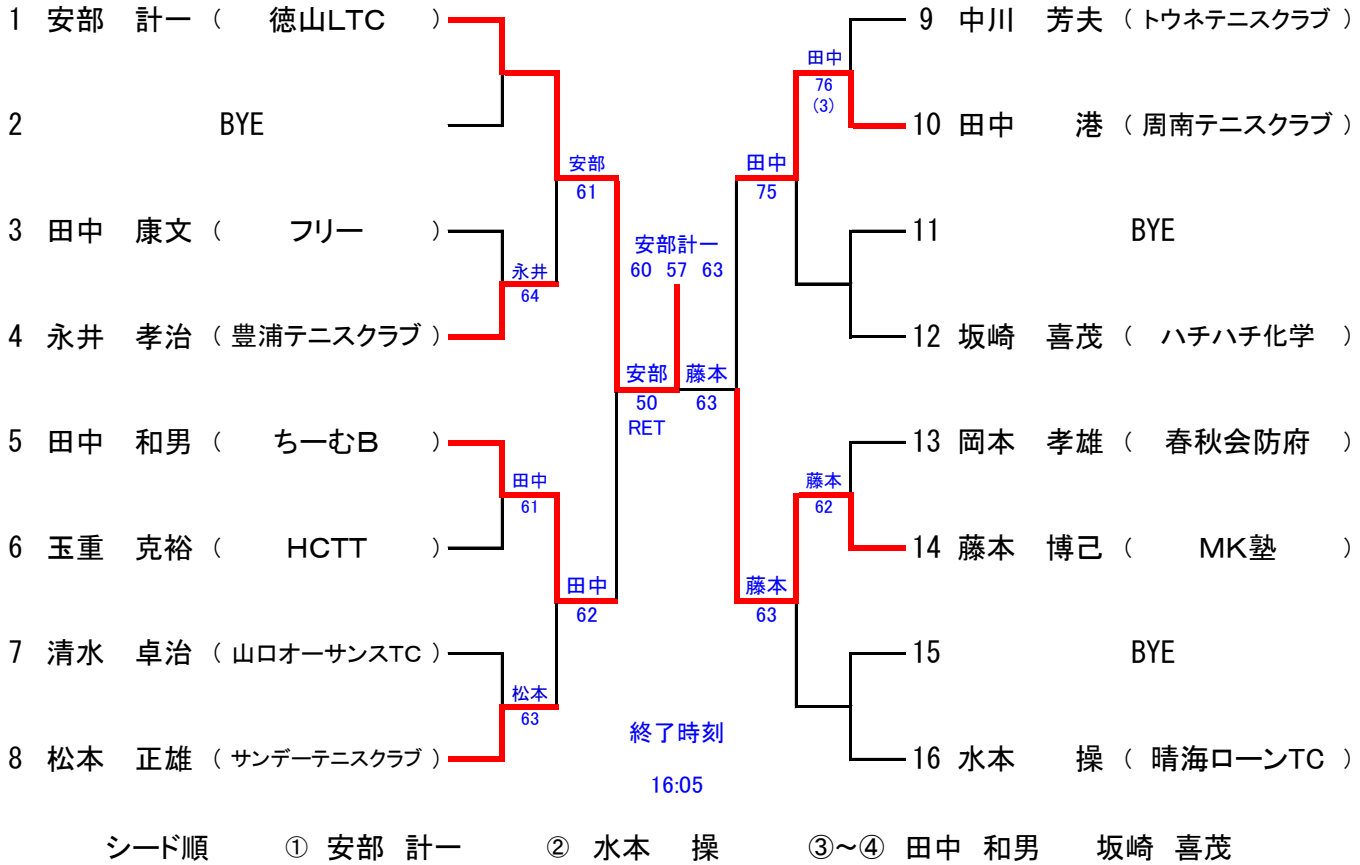 1 安部 計一 ( 徳山LTC ) 9 中川 芳夫 ( トウネテニスクラブ )
田中
76
(3)
2 BYE 10 田中 港 ( 周南テニスクラブ )
安部 田中
61 75
3 田中 康文 ( フリー ) 11 BYE
安部計一
60 57 63
永井
64
4 永井 孝治 ( 豊浦テニスクラブ ) 12 坂崎 喜茂 ( ハチハチ化学 )
安部 藤本
50 63
RET
5 田中 和男 ( ちーむB ) 13 岡本 孝雄 ( 春秋会防府 )
田中 藤本
61 62
6 玉重 克裕 ( HCTT ) 14 藤本 博己 ( MK塾 )
田中 藤本
62 63
7 清水 卓治 ( 山口オーサンスTC ) 15 BYE
松本
63
終了時刻
8 松本 正雄 ( サンデーテニスクラブ ) 16 水本 操 ( 晴海ローンTC )
16:05
シード順 ① 安部 計一 ② 水本 操 ③~④ 田中 和男 坂崎 喜茂